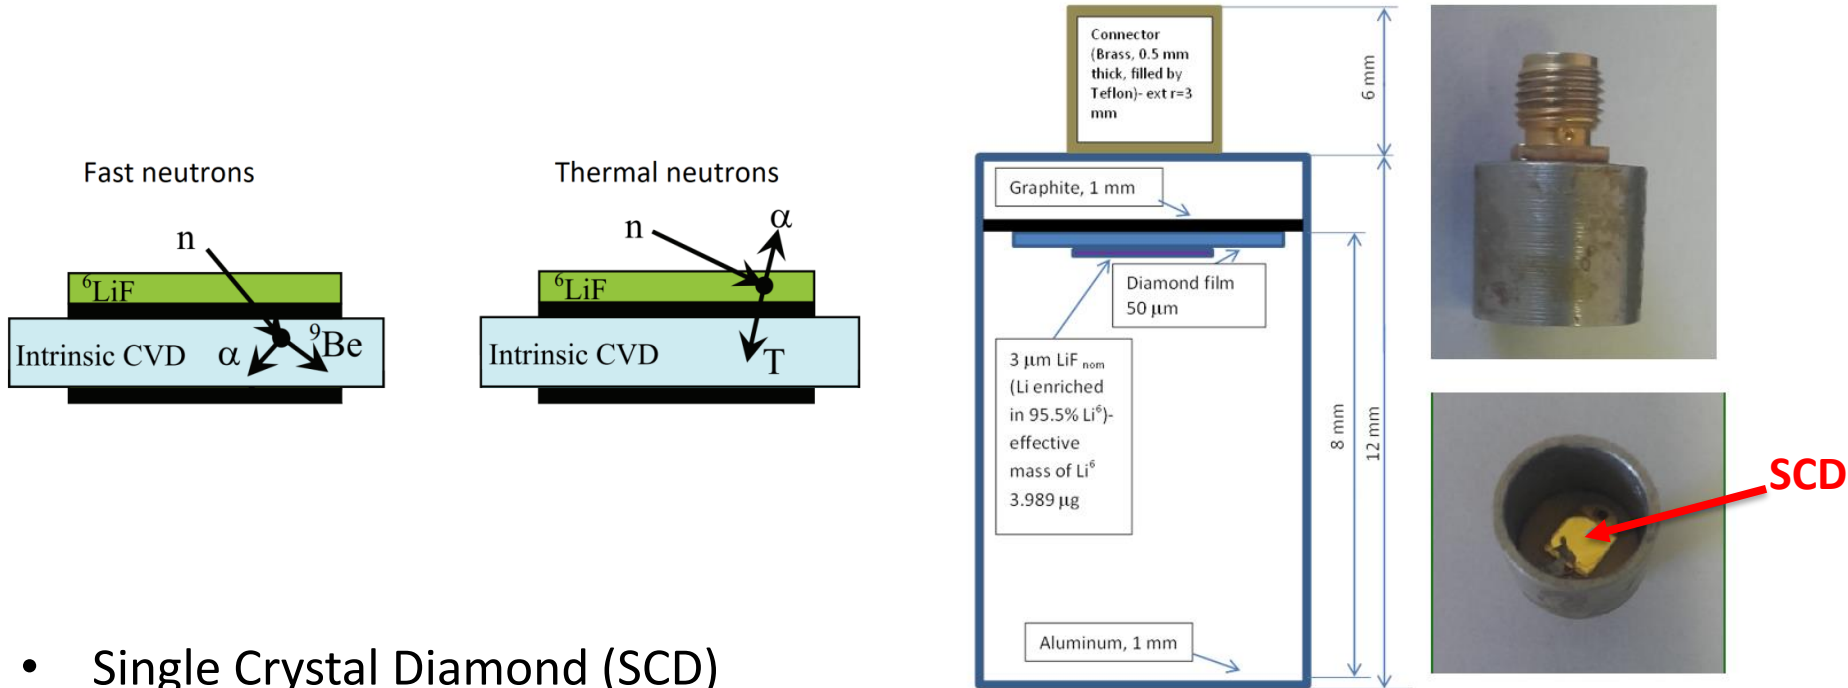 Fast neutrons
n
⁶LiF
Intrinsic CVD
α
⁹Be
Thermal neutrons
n
α
⁶LiF
Intrinsic CVD
T
Connector
(Brass, 0.5 mm
thick, filled by
Teflon)- ext r=3
mm
6 mm
Graphite, 1 mm
Diamond film
50 μm
3 μm LiF nom
(Li enriched
in 95.5% Li⁶)-
effective
mass of Li⁶
3.989 μg
8 mm
12 mm
Aluminum, 1 mm
SCD
• Single Crystal Diamond (SCD)